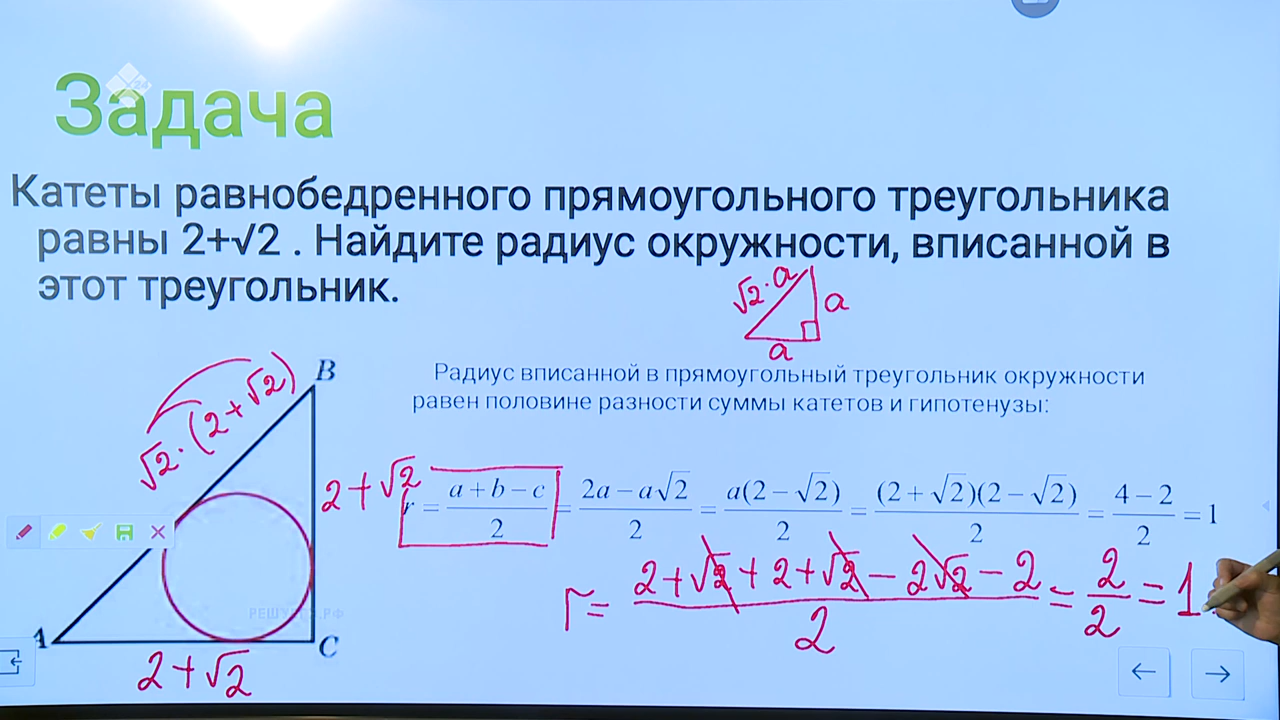 Задача
Катеты равнобедренного прямоугольного треугольника
равны 2+√2 . Найдите радиус окружности, вписанной в
этот треугольник.
√2·a
a
a
B
√2·(2+√2)
Радиус вписанной в прямоугольный треугольник окружности
равен половине разности суммы катетов и гипотенузы:
2+√2
r = (a + b − c)/2 = (2a − a√2)/2 = (a(2 − √2))/2 = ((2 + √2)(2 − √2))/2 = (4 − 2)/2 = 1
r = (2+√2+2+√2−2√2−2)/2 = 2/2 = 1
РЕШУЕГЭ.РФ
A
C
2+√2